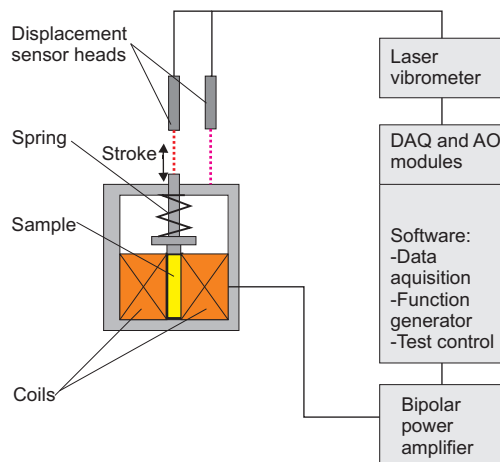 Displacement
sensor heads
Spring
Stroke
Sample
Coils
Laser
vibrometer
DAQ and AO
modules
Software:
-Data
aquisition
-Function
generator
-Test control
Bipolar
power
amplifier